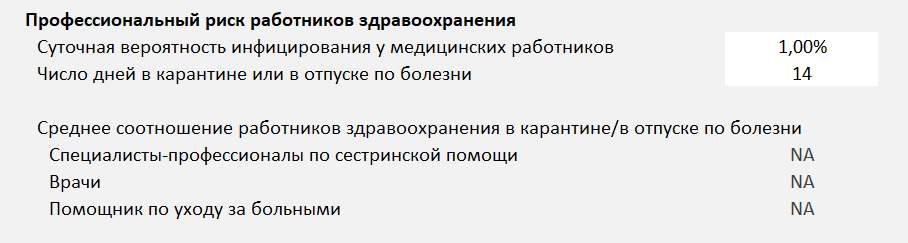 Профессиональный риск работников здравоохранения
Суточная вероятность инфицирования у медицинских работников 1,00%
Число дней в карантине или в отпуске по болезни 14
Среднее соотношение работников здравоохранения в карантине/в отпуске по болезни
Специалисты-профессионалы по сестринской помощи NA
Врачи NA
Помощник по уходу за больными NA